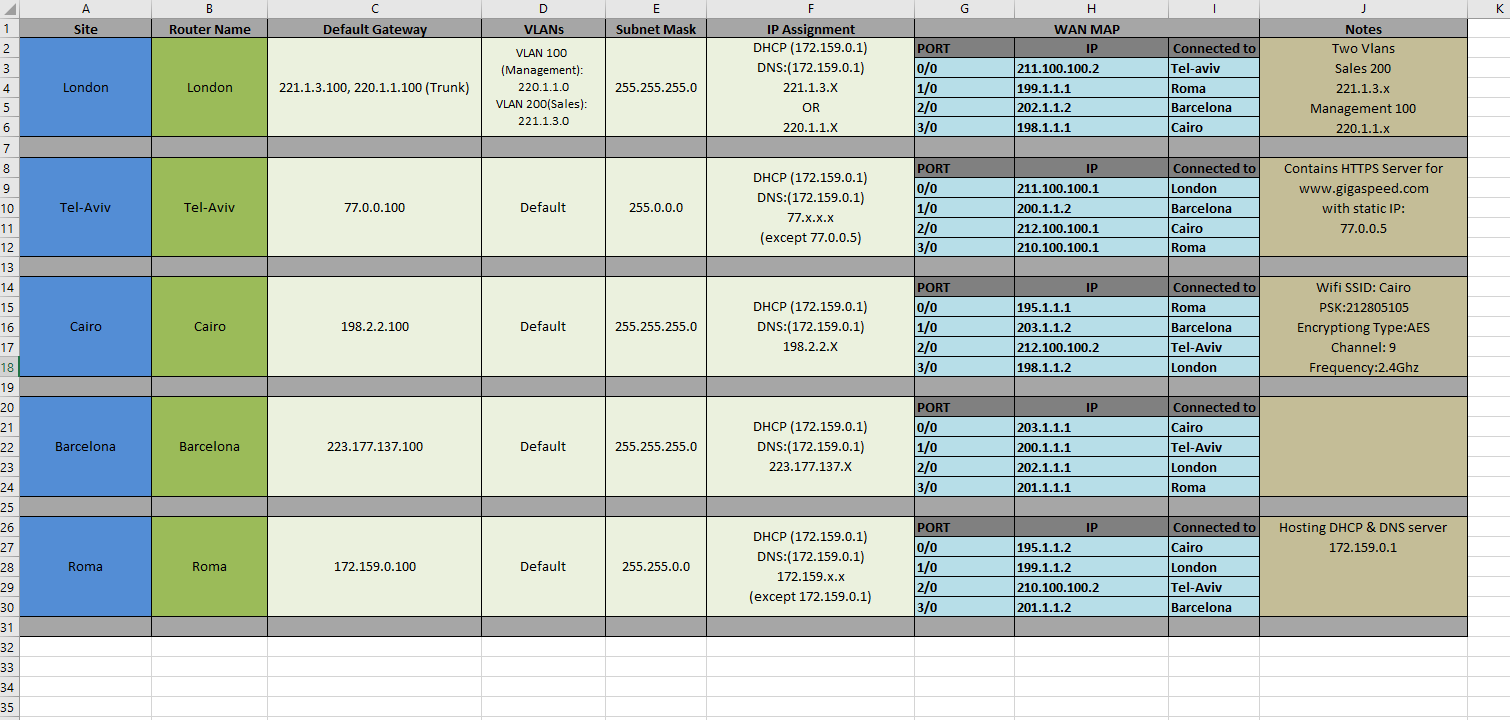 A B C D E F G H I J K
1 Site Router Name Default Gateway VLANs Subnet Mask IP Assignment WAN MAP Notes
2 VLAN 100 DHCP (172.159.0.1) PORT IP Connected to Two Vlans
3 (Management): DNS:(172.159.0.1) 0/0 211.100.100.2 Tel-aviv Sales 200
4 London London 221.1.3.100, 220.1.1.100 (Trunk) 220.1.1.0 255.255.255.0 221.1.3.X 1/0 199.1.1.1 Roma 221.1.3.x
5 VLAN 200(Sales): OR 2/0 202.1.1.2 Barcelona Management 100
6 221.1.3.0 220.1.1.X 3/0 198.1.1.1 Cairo 220.1.1.x
7
8 DHCP (172.159.0.1) PORT IP Connected to Contains HTTPS Server for
9 DNS:(172.159.0.1) 0/0 211.100.100.1 London www.gigaspeed.com
10 Tel-Aviv Tel-Aviv 77.0.0.100 Default 255.0.0.0 77.x.x.x 1/0 200.1.1.2 Barcelona with static IP:
11 (except 77.0.0.5) 2/0 212.100.100.1 Cairo 77.0.0.5
12 3/0 210.100.100.1 Roma
13
14 PORT IP Connected to Wifi SSID: Cairo
15 DHCP (172.159.0.1) 0/0 195.1.1.1 Roma PSK:212805105
16 Cairo Cairo 198.2.2.100 Default 255.255.255.0 DNS:(172.159.0.1) 1/0 203.1.1.2 Barcelona Encryptiong Type:AES
17 198.2.2.X 2/0 212.100.100.2 Tel-Aviv Channel: 9
18 3/0 198.1.1.2 London Frequency:2.4Ghz
19
20 PORT IP Connected to
21 DHCP (172.159.0.1) 0/0 203.1.1.1 Cairo
22 Barcelona Barcelona 223.177.137.100 Default 255.255.255.0 DNS:(172.159.0.1) 1/0 200.1.1.1 Tel-Aviv
23 223.177.137.X 2/0 202.1.1.1 London
24 3/0 201.1.1.1 Roma
25
26 PORT IP Connected to Hosting DHCP & DNS server
27 DHCP (172.159.0.1) 0/0 195.1.1.2 Cairo 172.159.0.1
28 Roma Roma 172.159.0.100 Default 255.255.0.0 DNS:(172.159.0.1) 1/0 199.1.1.2 London
29 172.159.x.x 2/0 210.100.100.2 Tel-Aviv
30 (except 172.159.0.1) 3/0 201.1.1.2 Barcelona
31
32
33
34
35